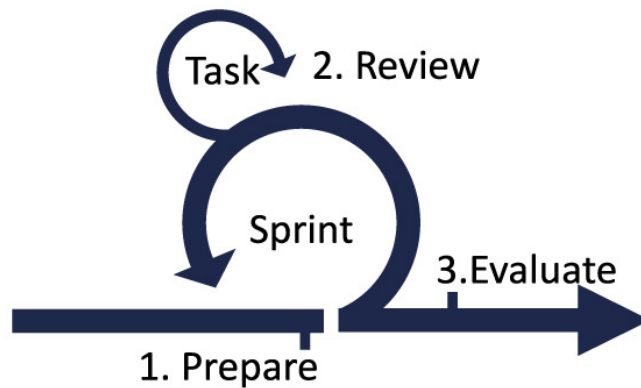 Task
2. Review
Sprint
3.Evaluate
1. Prepare